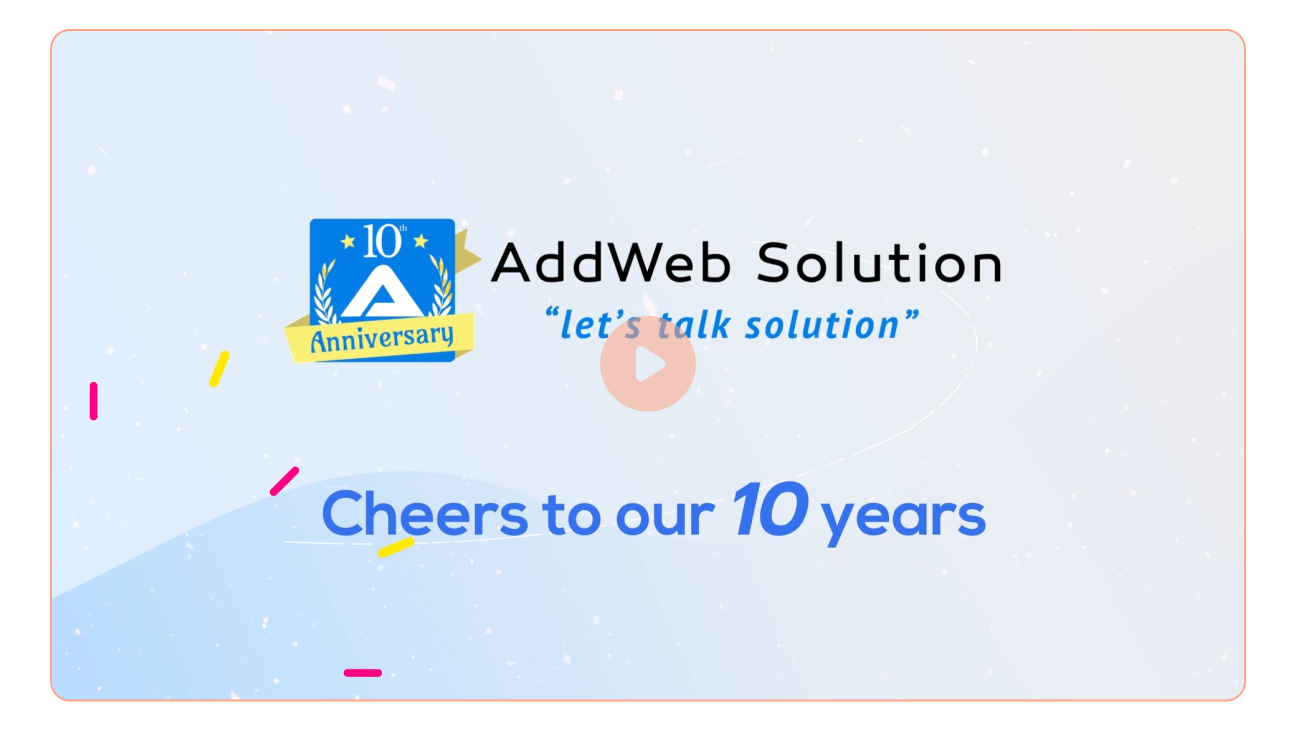 10th
Anniversary
AddWeb Solution
“let’s talk solution”
Cheers to our 10 years